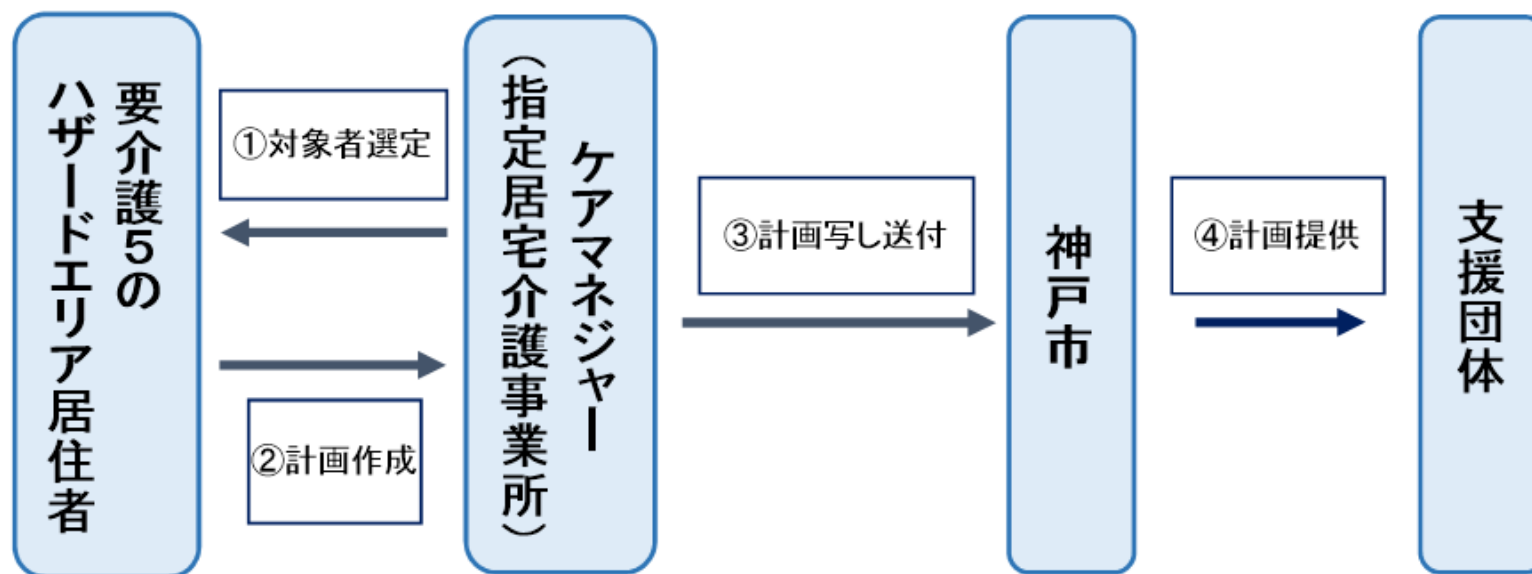 要介護5の
ハザードエリア居住者
①対象者選定
②計画作成
ケアマネジャー
（指定居宅介護事業所）
③計画写し送付
神戸市
④計画提供
支援団体